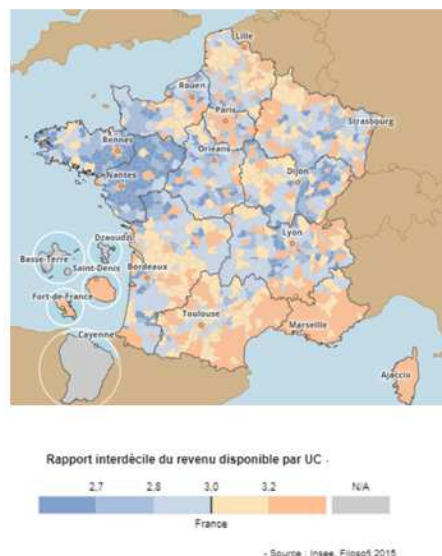 Lille
Rouen
Paris
Strasbourg
Rennes
Orléans
Nantes
Dijon
Dzaoudzi
Basse-Terre
Saint-Denis
Lyon
Bordeaux
Fort-de-France
Toulouse
Cayenne
Marseille
Ajaccio
Rapport interdécile du revenu disponible par UC -
2,7 2,8 3,0 3,2 N/A
France
- Source : Insee, Filosofi 2015